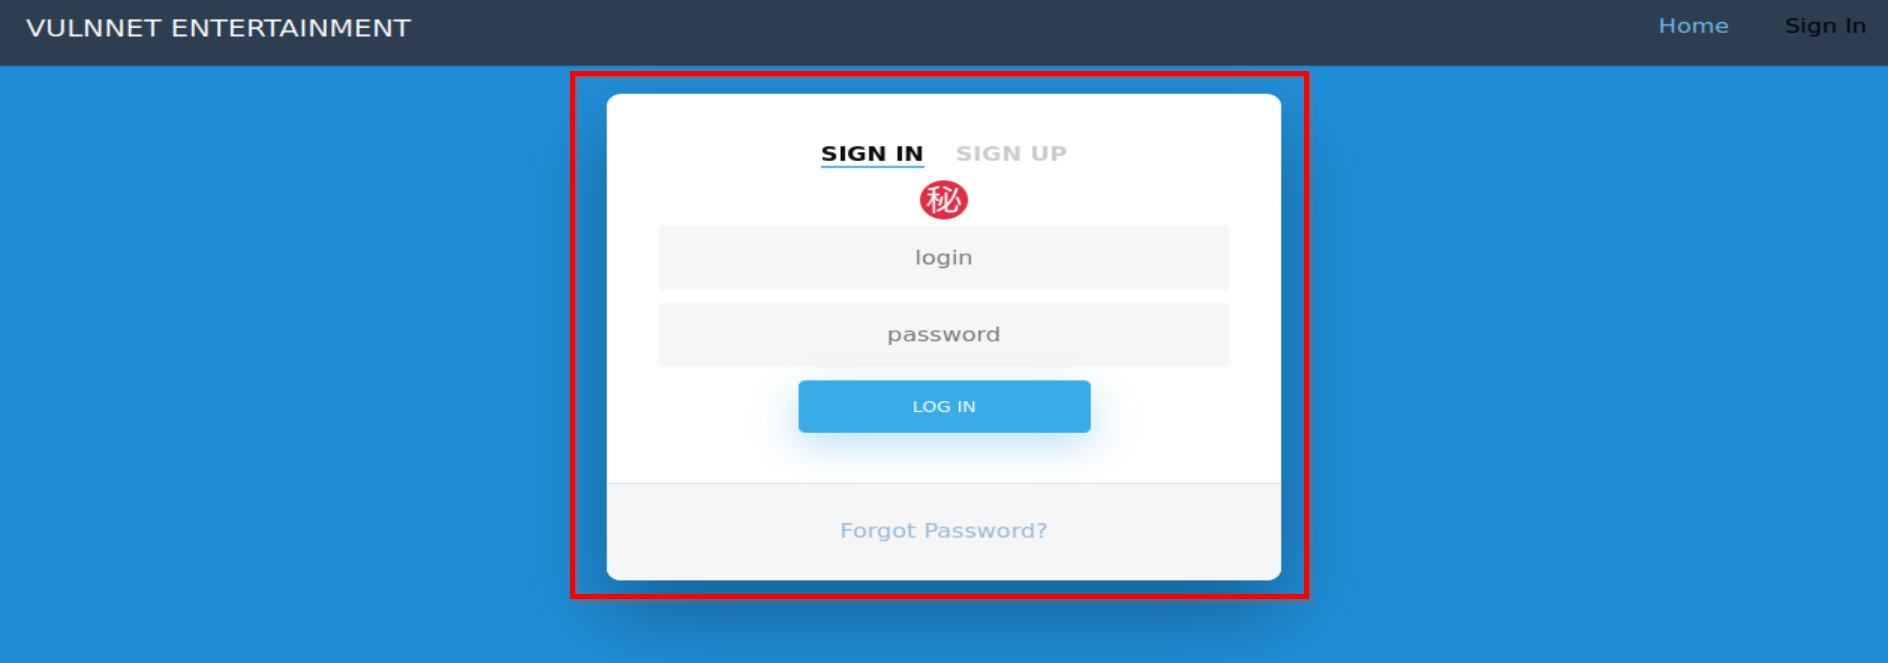 VULNNET ENTERTAINMENT
Home Sign In
SIGN IN SIGN UP
㊙
login
password
LOG IN
Forgot Password?